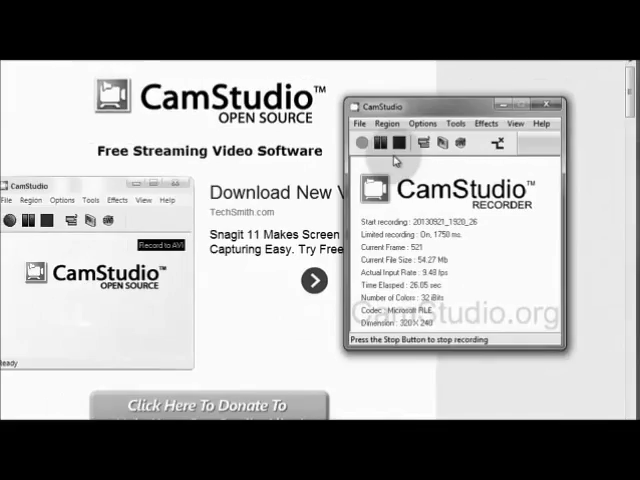 CamStudio™
OPEN SOURCE
Free Streaming Video Software
CamStudio
File Region Options Tools Effects View Help
Record to AVI
CamStudio™
OPEN SOURCE
Ready
Download New V
TechSmith.com
Snagit 11 Makes Screen
Capturing Easy. Try Free
Click Here To Donate To
CamStudio
File Region Options Tools Effects View Help
CamStudio™
RECORDER
Start recording : 20130921_1920_26
Limited recording : On, 1750 ms.
Current Frame : 521
Current File Size : 54.27 Mb
Actual Input Rate : 9.48 fps
Time Elasped : 26.05 sec
Number of Colors : 32 Bits
Codec : Microsoft RLE
Dimension : 320 X 240
CamStudio.org
Press the Stop Button to stop recording